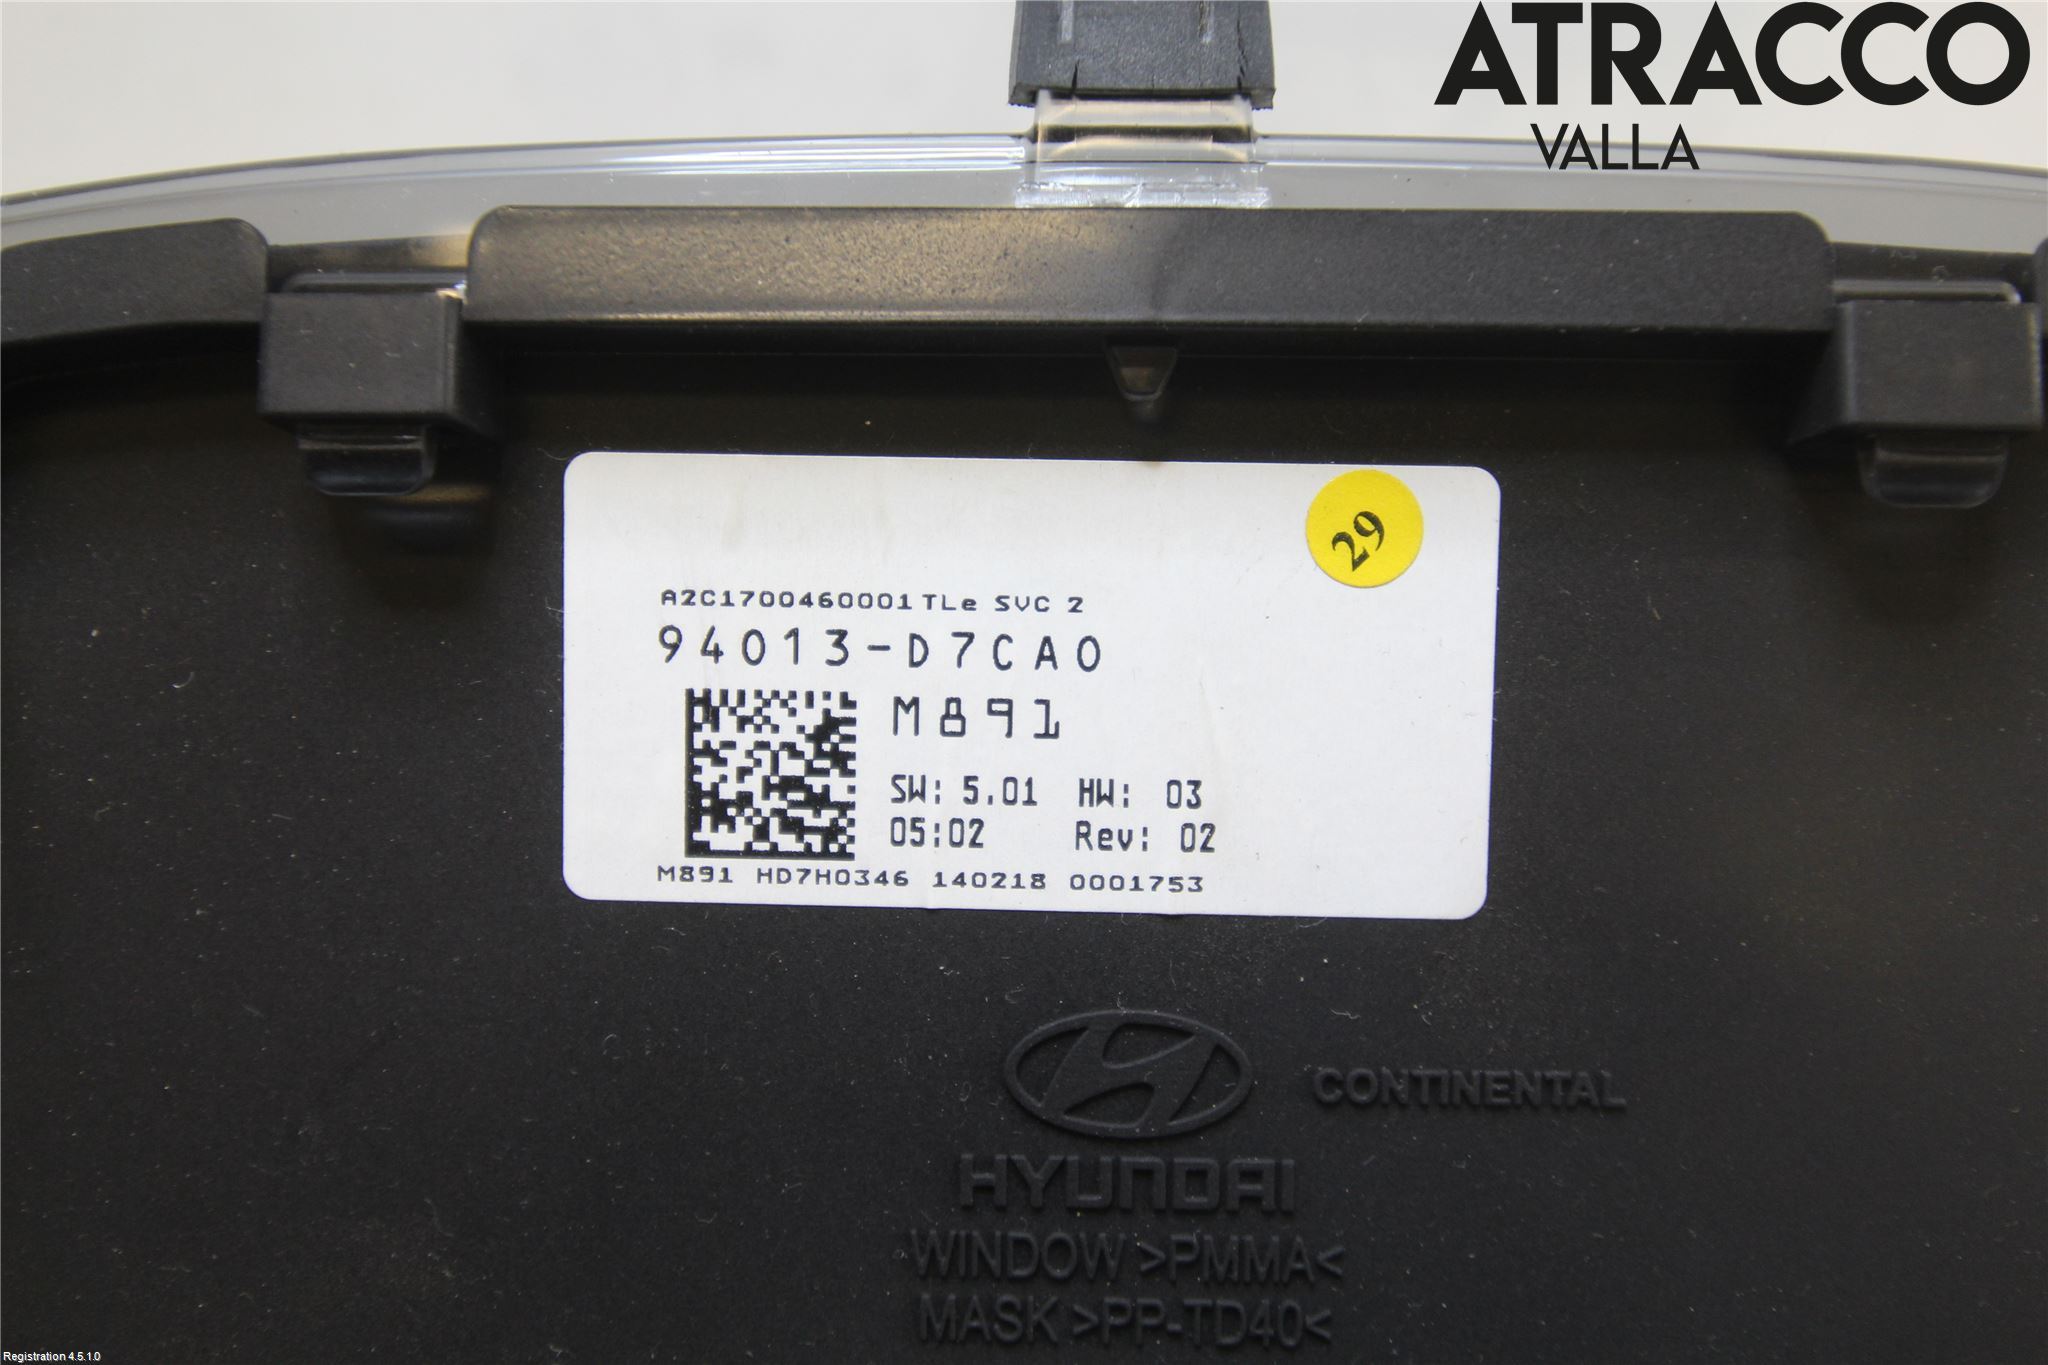 ATRACCO
VALLA
29
A2C1700460001 TLe SVC 2
94013-D7CA0
M891
SW: 5.01 HW: 03
05:02 Rev: 02
M891 HD7H0346 140218 0001753
CONTINENTAL
HYUNDAI
WINDOW >PMMA<
MASK >PP-TD40<
Registration 4.5.1.0